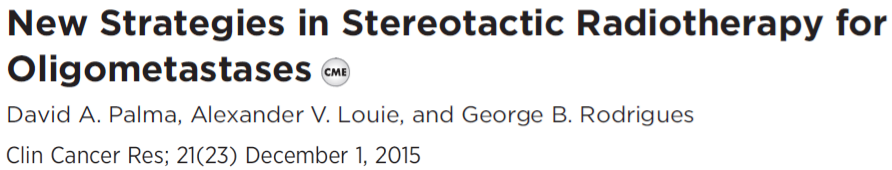 New Strategies in Stereotactic Radiotherapy for
Oligometastases CME
David A. Palma, Alexander V. Louie, and George B. Rodrigues
Clin Cancer Res; 21(23) December 1, 2015